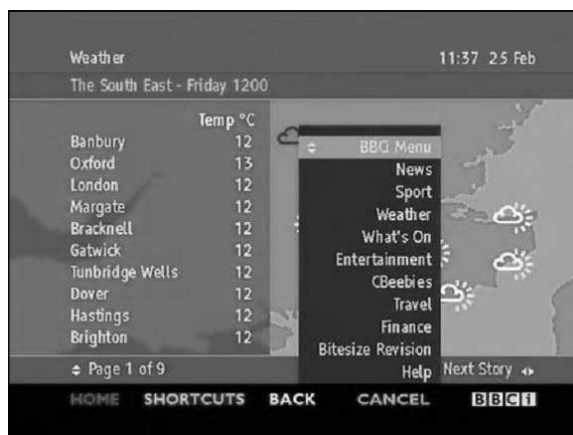 Weather 11:37 25 Feb
The South East - Friday 1200
Temp °C
Banbury 12
Oxford 13
London 12
Margate 12
Bracknell 12
Gatwick 12
Tunbridge Wells 12
Dover 12
Hastings 12
Brighton 12
BBCi Menu
News
Sport
Weather
What's On
Entertainment
CBeebies
Travel
Finance
Bitesize Revision
Help
Page 1 of 9 Next Story
HOME SHORTCUTS BACK CANCEL BBCi